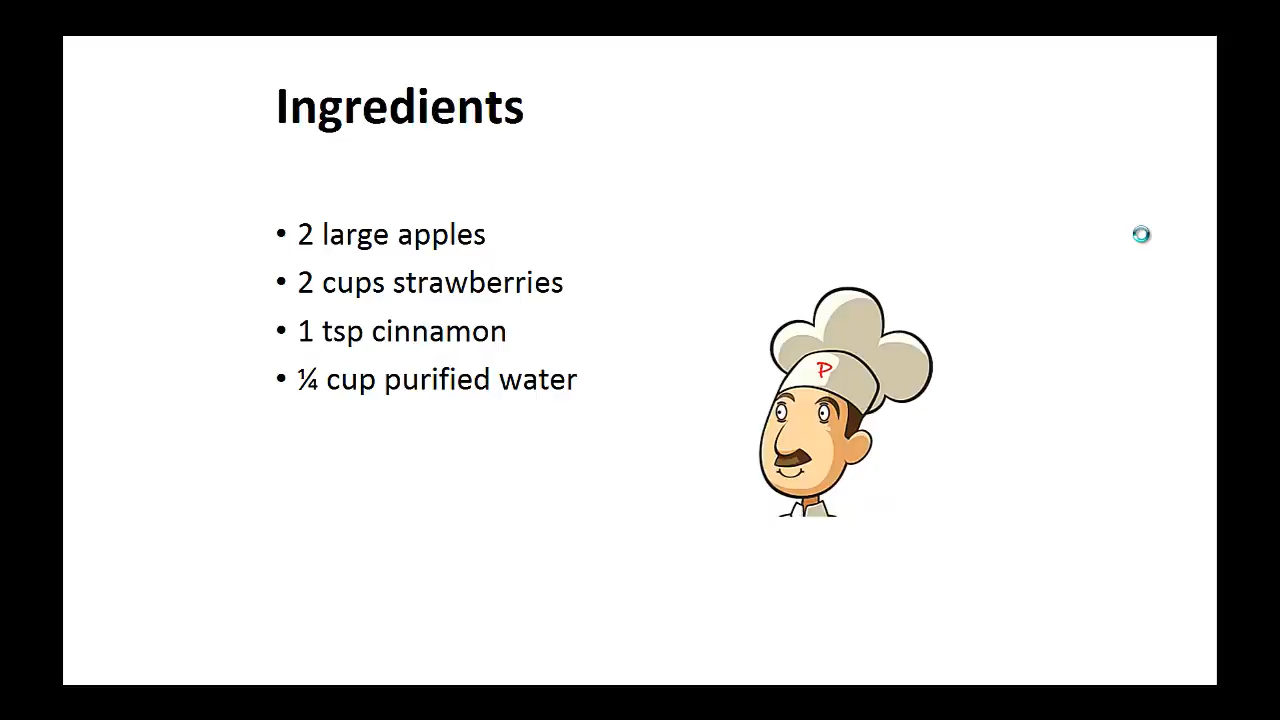 Ingredients
• 2 large apples
• 2 cups strawberries
• 1 tsp cinnamon
• ¼ cup purified water
P